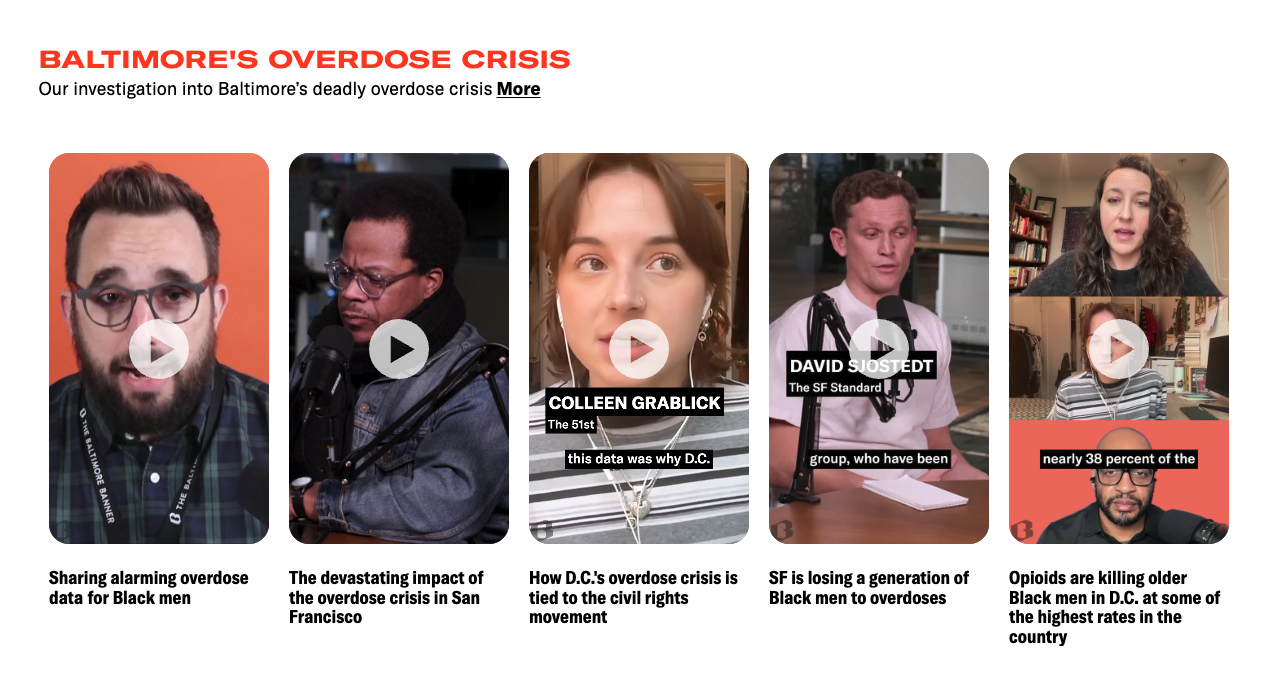 BALTIMORE'S OVERDOSE CRISIS
Our investigation into Baltimore's deadly overdose crisis More
THE BALTIMORE BANNER
THE BAL
COLLEEN GRABLICK
The 51st
this data was why D.C.
DAVID SJOSTEDT
The SF Standard
group, who have been
nearly 38 percent of the
Sharing alarming overdose
data for Black men
The devastating impact of
the overdose crisis in San
Francisco
How D.C.'s overdose crisis is
tied to the civil rights
movement
SF is losing a generation of
Black men to overdoses
Opioids are killing older
Black men in D.C. at some of
the highest rates in the
country